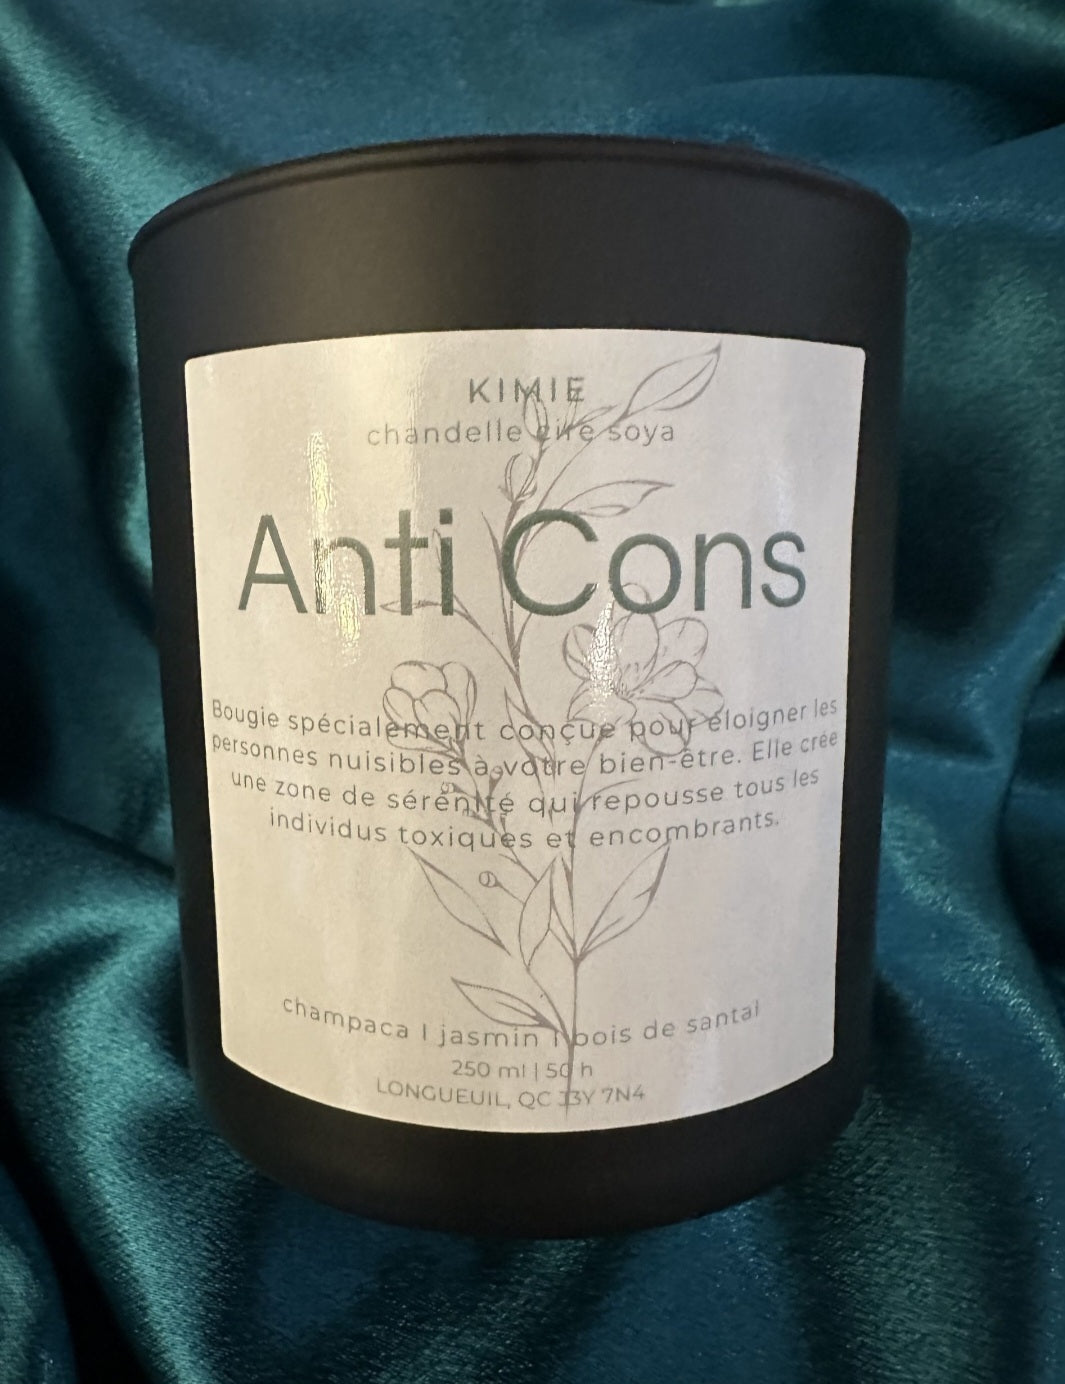 KIMIE
chandelle cire soya
Anti Cons
Bougie spécialement conçue pour éloigner les
personnes nuisibles à votre bien-être. Elle crée
une zone de sérénité qui repousse tous les
individus toxiques et encombrants.
champaca | jasmin | bois de santal
250 ml | 50 h
LONGUEUIL, QC J3Y 7N4